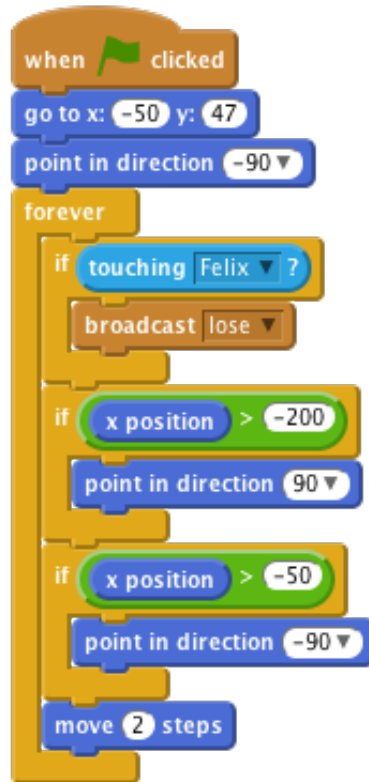 when clicked
go to x: -50 y: 47
point in direction -90
forever
if touching Felix ?
broadcast lose
if x position > -200
point in direction 90
if x position > -50
point in direction -90
move 2 steps